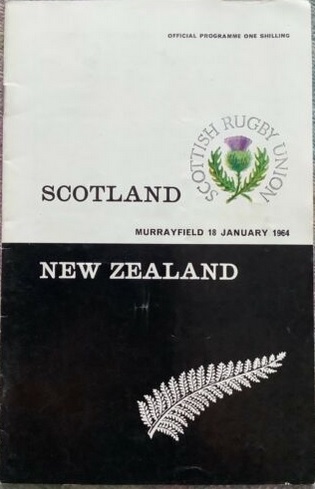 OFFICIAL PROGRAMME ONE SHILLING
SCOTTISH RUGBY UNION
SCOTLAND
MURRAYFIELD 18 JANUARY 1964
NEW ZEALAND